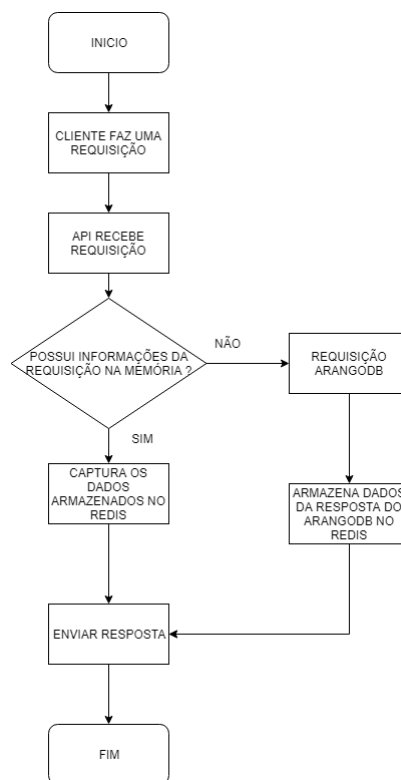 INICIO
CLIENTE FAZ UMA
REQUISIÇÃO
API RECEBE
REQUISIÇÃO
POSSUI INFORMAÇÕES DA
REQUISIÇÃO NA MEMÓRIA ?
NÃO
REQUISIÇÃO
ARANGODB
SIM
CAPTURA OS
DADOS
ARMAZENADOS NO
REDIS
ARMAZENA DADOS
DA RESPOSTA DO
ARANGODB NO
REDIS
ENVIAR RESPOSTA
FIM